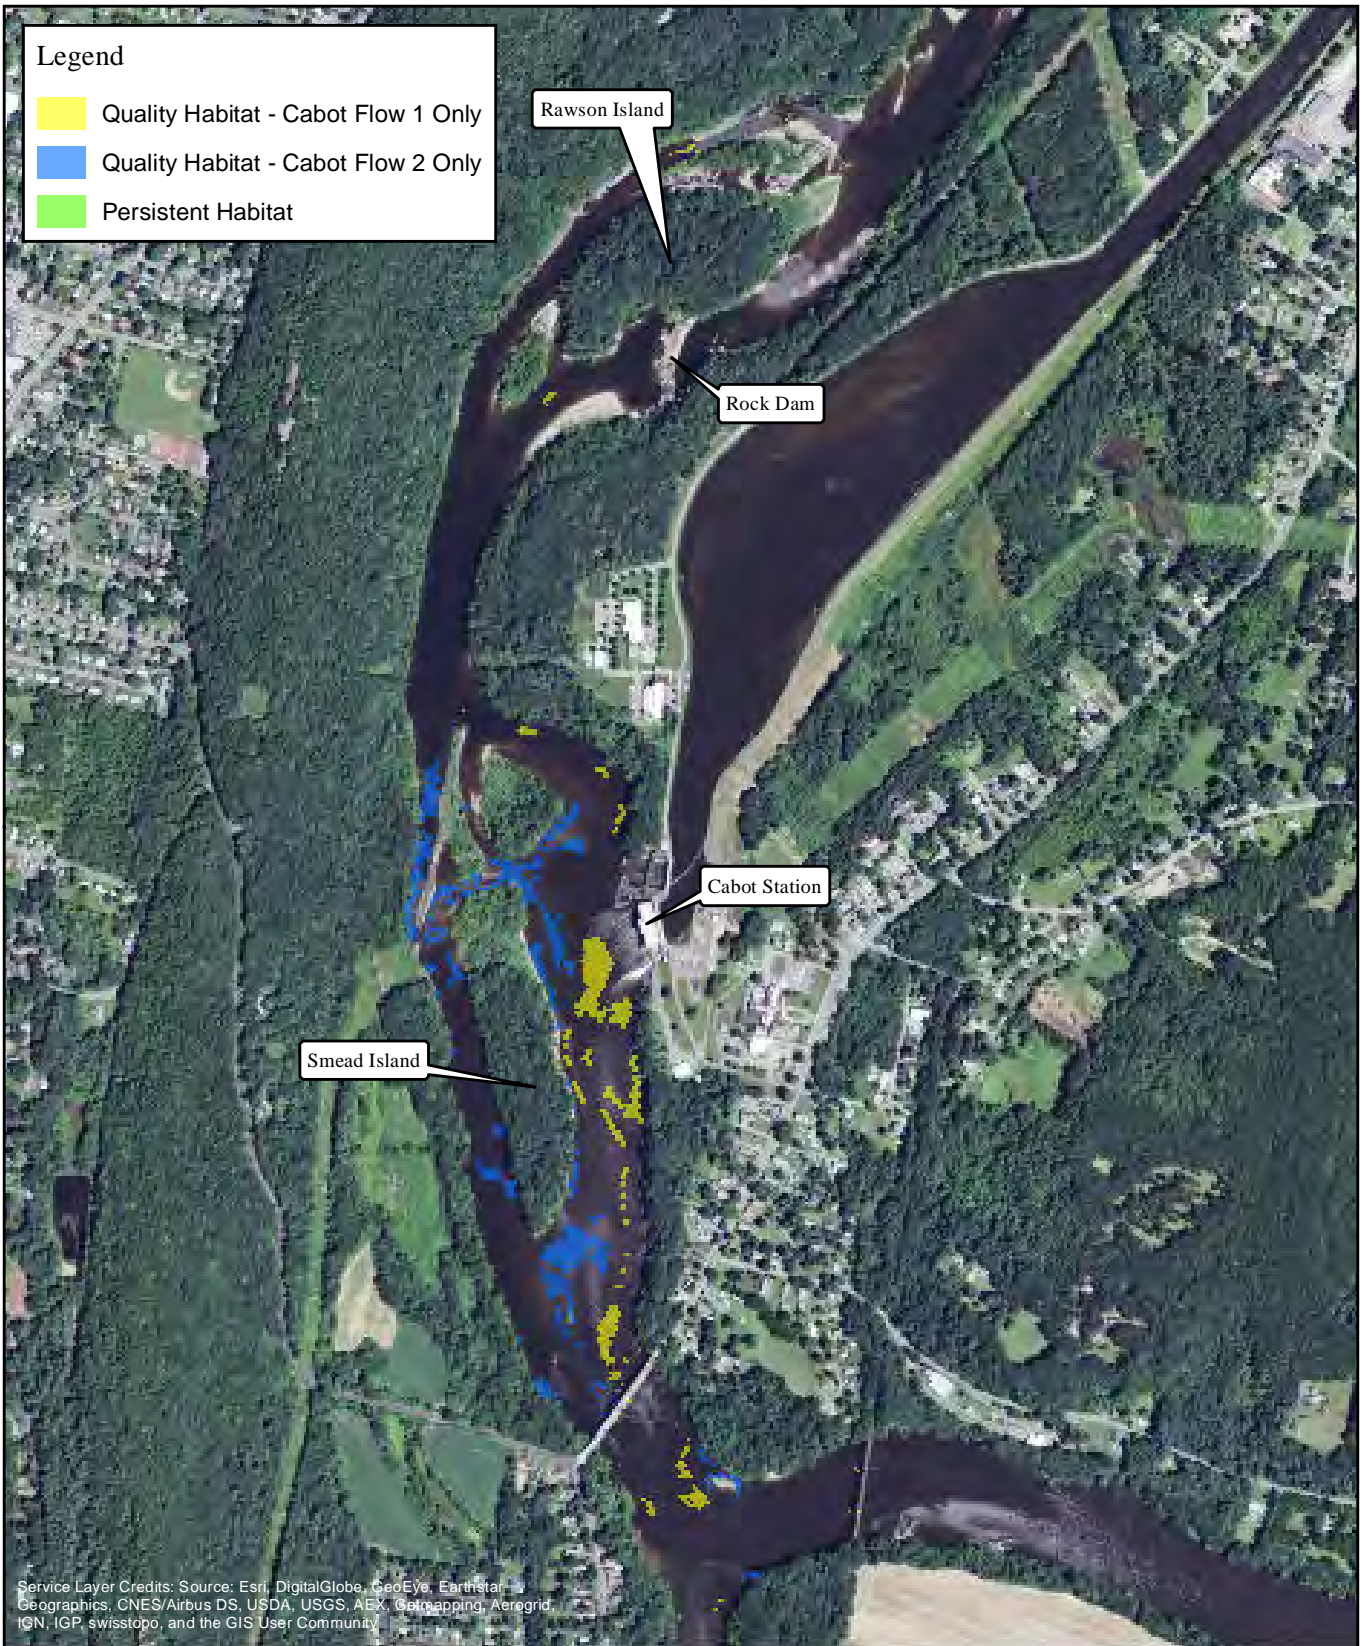 Legend
Quality Habitat - Cabot Flow 1 Only
Quality Habitat - Cabot Flow 2 Only
Persistent Habitat
Rawson Island
Rock Dam
Cabot Station
Smead Island
Service Layer Credits: Source: Esri, DigitalGlobe, GeoEye, Earthstar
Geographics, CNES/Airbus DS, USDA, USGS, AEX, Getmapping, Aerogrid,
IGN, IGP, swisstopo, and the GIS User Community